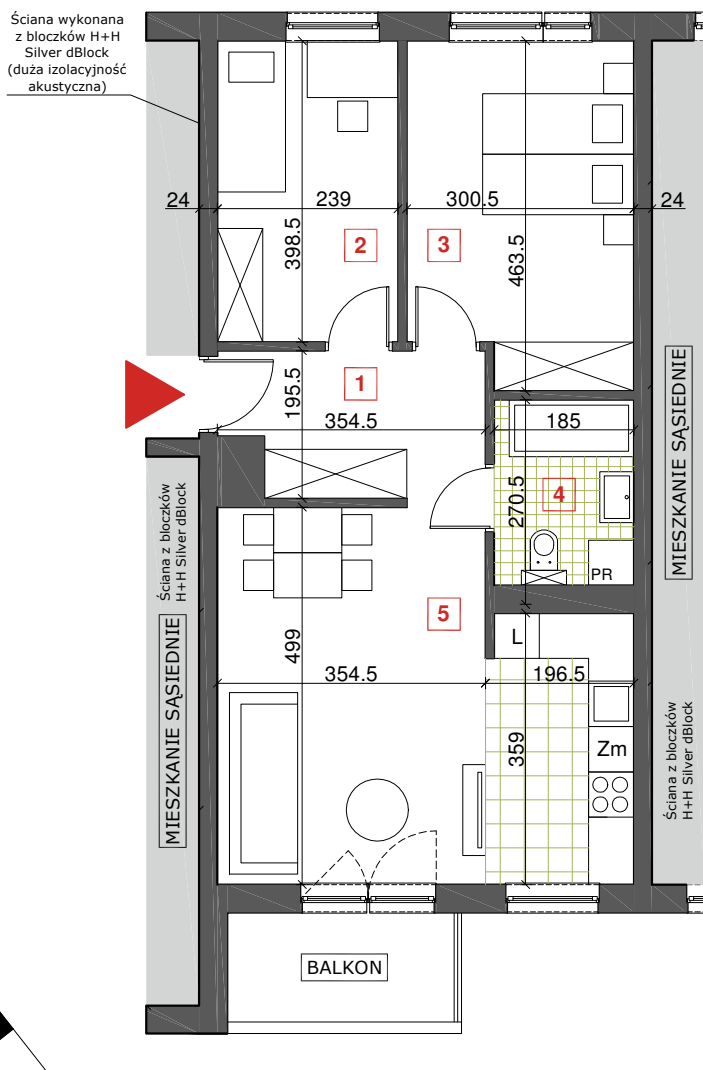 Ściana wykonana
z bloczków H+H
Silver dBlock
(duża izolacyjność
akustyczna)
24
239
300.5
24
398.5
2
3
463.5
1
195.5
354.5
185
270.5
4
PR
MIESZKANIE SĄSIEDNIE
Ściana z bloczków
H+H Silver dBlock
MIESZKANIE SĄSIEDNIE
5
L
499
354.5
196.5
359
Zm
Ściana z bloczków
H+H Silver dBlock
BALKON